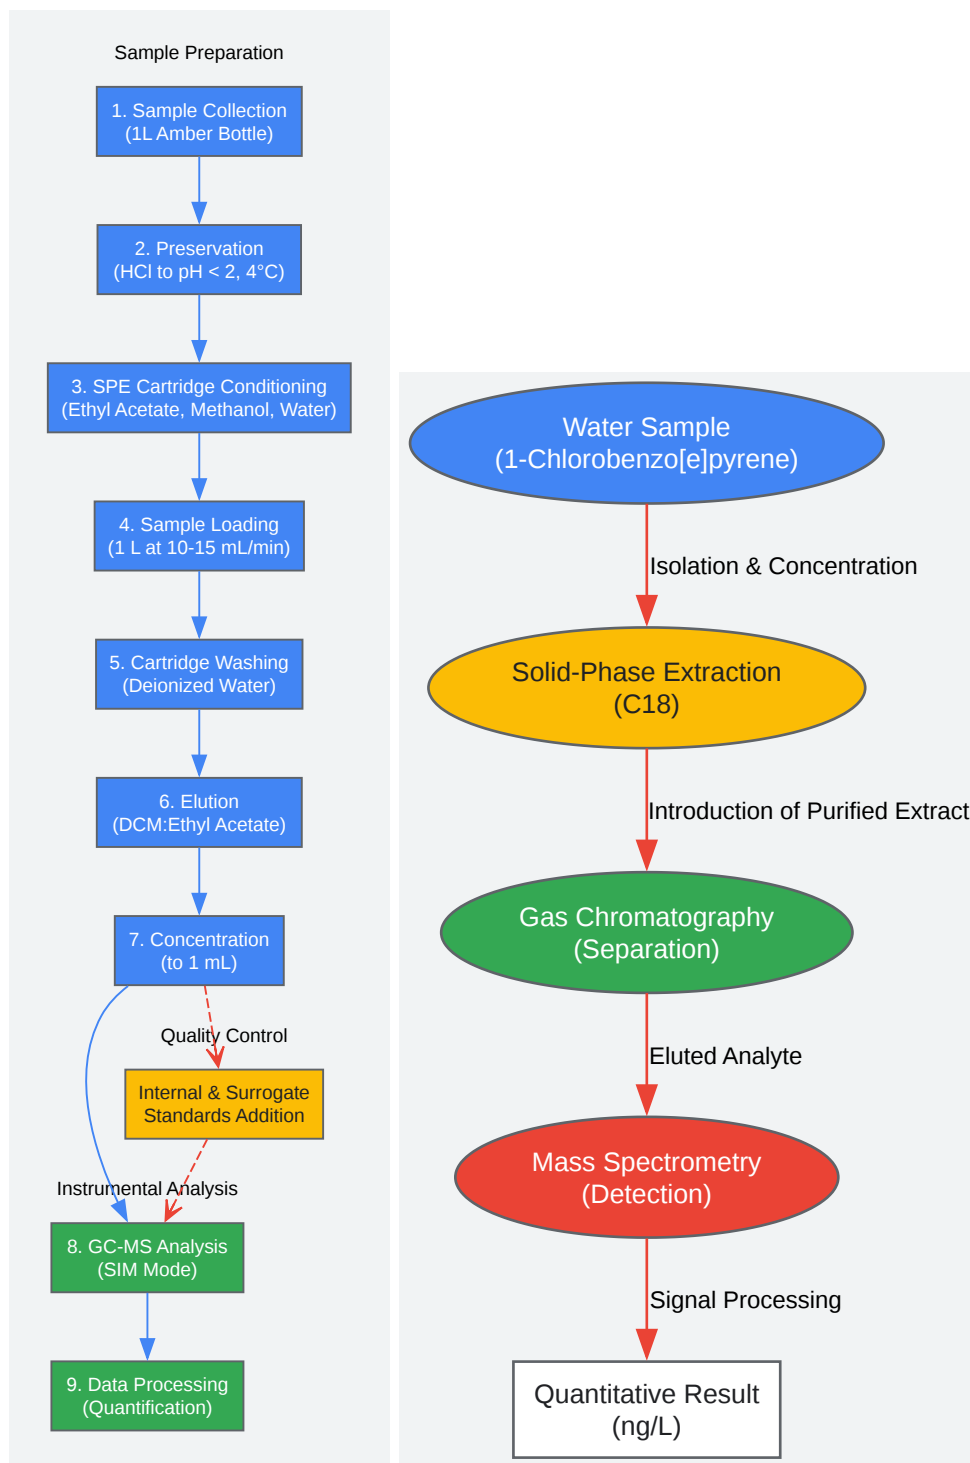 Sample Preparation
1. Sample Collection
(1L Amber Bottle)
2. Preservation
(HCl to pH < 2, 4°C)
3. SPE Cartridge Conditioning
(Ethyl Acetate, Methanol, Water)
4. Sample Loading
(1 L at 10-15 mL/min)
5. Cartridge Washing
(Deionized Water)
6. Elution
(DCM:Ethyl Acetate)
7. Concentration
(to 1 mL)
Quality Control
Internal & Surrogate
Standards Addition
Instrumental Analysis
8. GC-MS Analysis
(SIM Mode)
9. Data Processing
(Quantification)
Water Sample
(1-Chlorobenzo[e]pyrene)
Isolation & Concentration
Solid-Phase Extraction
(C18)
Introduction of Purified Extract
Gas Chromatography
(Separation)
Eluted Analyte
Mass Spectrometry
(Detection)
Signal Processing
Quantitative Result
(ng/L)